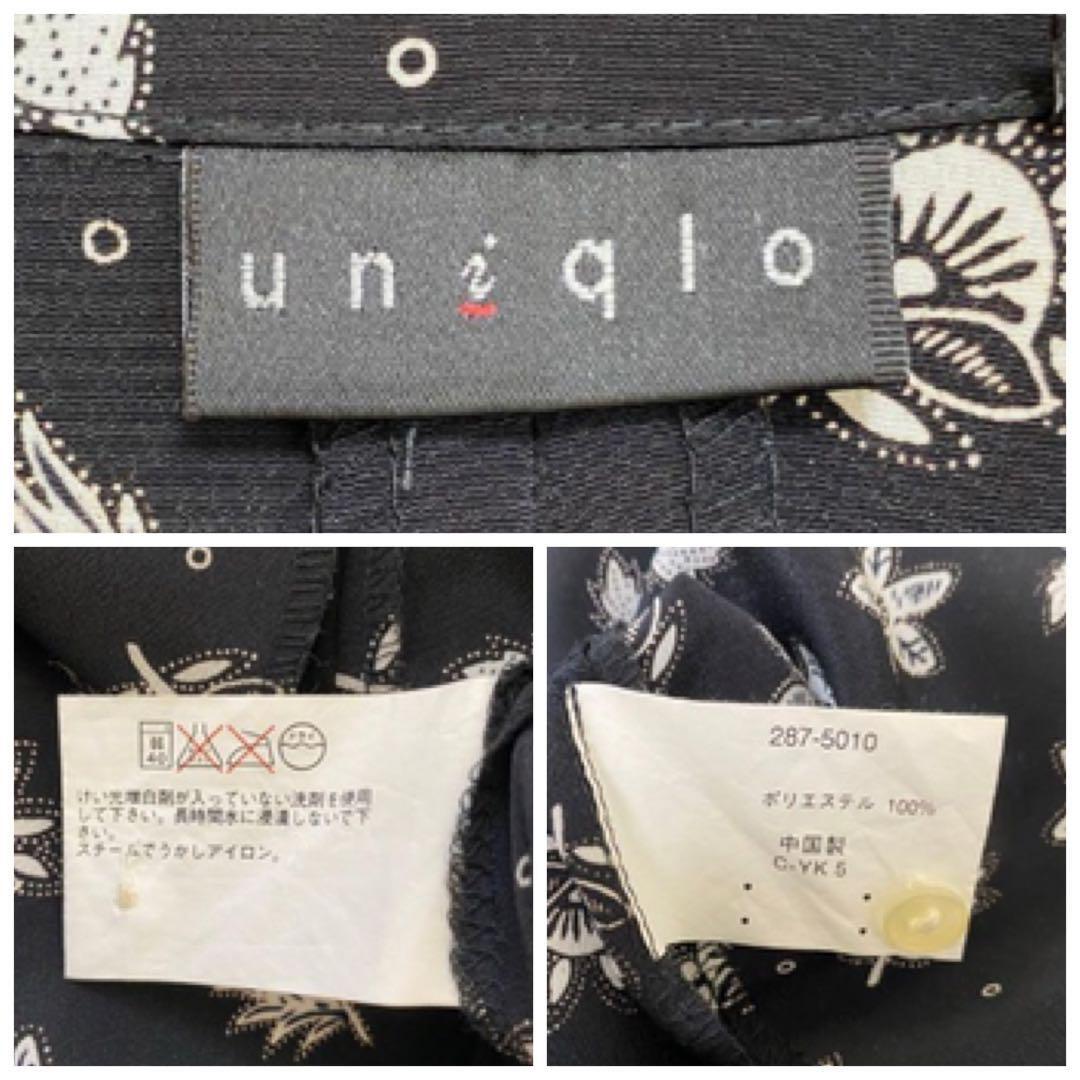 uniqlo
40
けい光増白剤が入っていない洗剤を使用
して下さい。長時間水に浸漬しないで下
さい。
スチームでうかしアイロン。
287-5010
ポリエステル 100%
中国製
C.YK 5